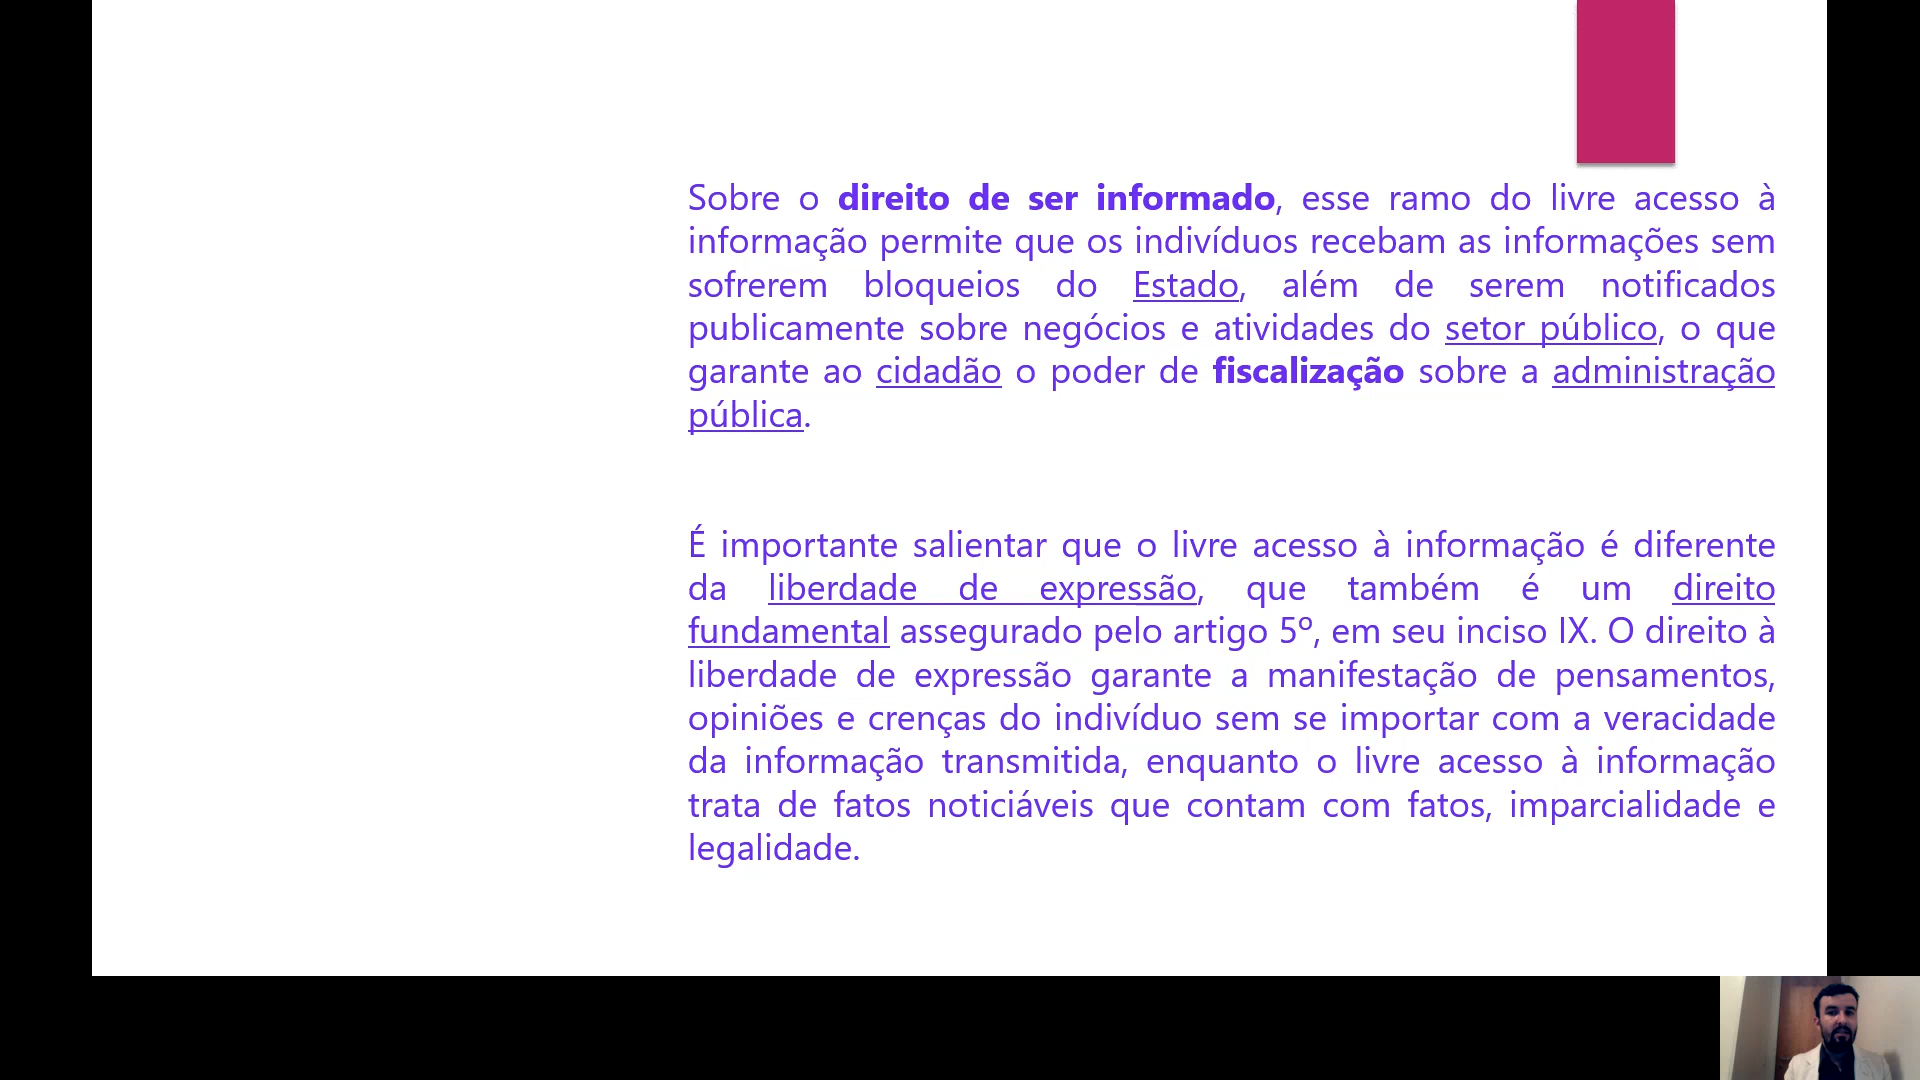 Sobre o direito de ser informado, esse ramo do livre acesso à
informação permite que os indivíduos recebam as informações sem
sofrerem bloqueios do Estado, além de serem notificados
publicamente sobre negócios e atividades do setor público, o que
garante ao cidadão o poder de fiscalização sobre a administração
pública.
É importante salientar que o livre acesso à informação é diferente
da liberdade de expressão, que também é um direito
fundamental assegurado pelo artigo 5º, em seu inciso IX. O direito à
liberdade de expressão garante a manifestação de pensamentos,
opiniões e crenças do indivíduo sem se importar com a veracidade
da informação transmitida, enquanto o livre acesso à informação
trata de fatos noticiáveis que contam com fatos, imparcialidade e
legalidade.